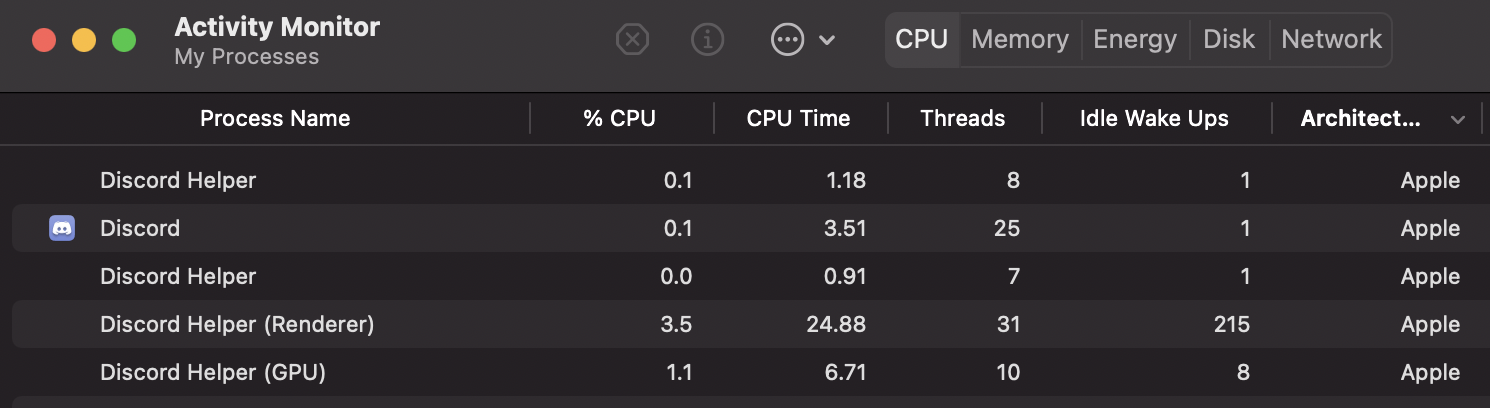 Activity Monitor
My Processes
CPU Memory Energy Disk Network
Process Name % CPU CPU Time Threads Idle Wake Ups Architect...
Discord Helper 0.1 1.18 8 1 Apple
Discord 0.1 3.51 25 1 Apple
Discord Helper 0.0 0.91 7 1 Apple
Discord Helper (Renderer) 3.5 24.88 31 215 Apple
Discord Helper (GPU) 1.1 6.71 10 8 Apple